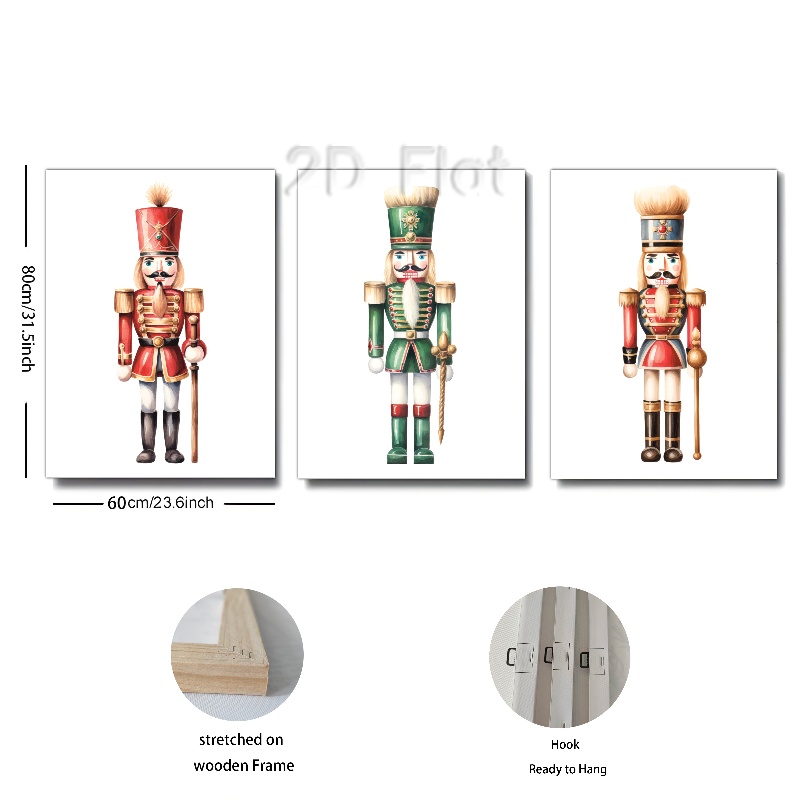 2D Flat
80cm/31.5inch
60cm/23.6inch
stretched on
wooden Frame
Hook
Ready to Hang